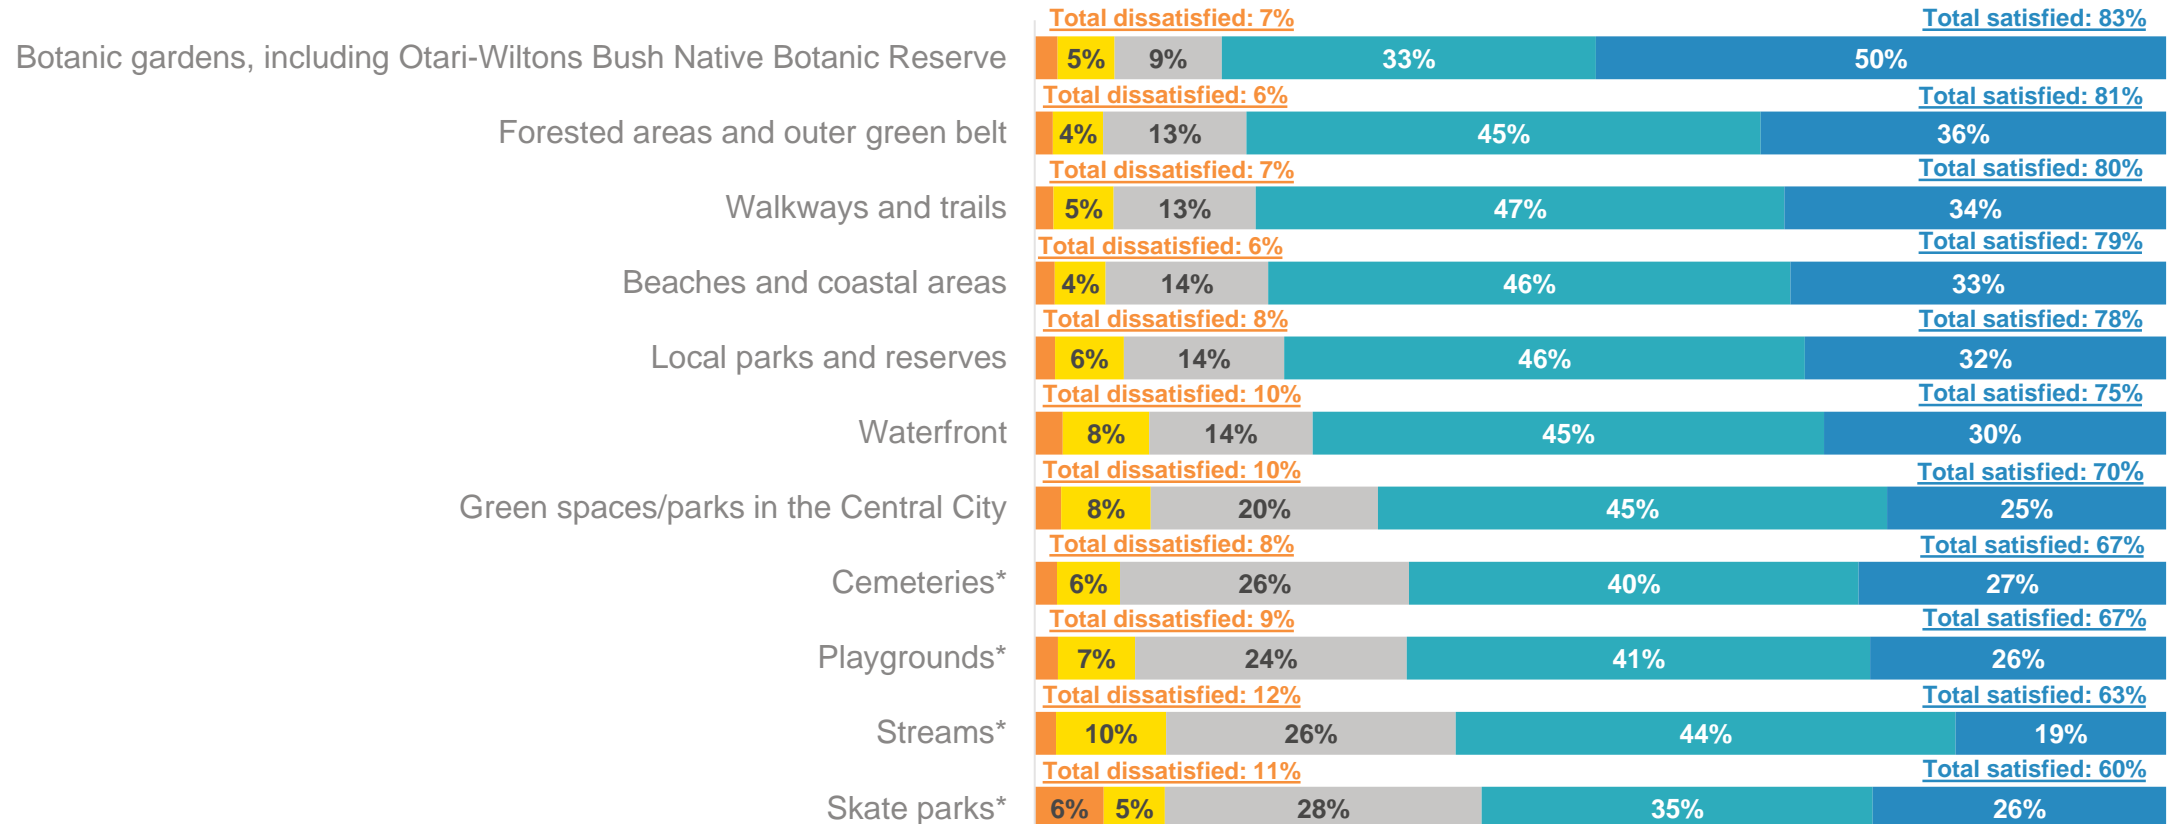 Total dissatisfied: 7% Total satisfied: 83%
Botanic gardens, including Otari-Wiltons Bush Native Botanic Reserve 5% 9% 33% 50%
Total dissatisfied: 6% Total satisfied: 81%
Forested areas and outer green belt 4% 13% 45% 36%
Total dissatisfied: 7% Total satisfied: 80%
Walkways and trails 5% 13% 47% 34%
Total dissatisfied: 6% Total satisfied: 79%
Beaches and coastal areas 4% 14% 46% 33%
Total dissatisfied: 8% Total satisfied: 78%
Local parks and reserves 6% 14% 46% 32%
Total dissatisfied: 10% Total satisfied: 75%
Waterfront 8% 14% 45% 30%
Total dissatisfied: 10% Total satisfied: 70%
Green spaces/parks in the Central City 8% 20% 45% 25%
Total dissatisfied: 8% Total satisfied: 67%
Cemeteries* 6% 26% 40% 27%
Total dissatisfied: 9% Total satisfied: 67%
Playgrounds* 7% 24% 41% 26%
Total dissatisfied: 12% Total satisfied: 63%
Streams* 10% 26% 44% 19%
Total dissatisfied: 11% Total satisfied: 60%
Skate parks* 6% 5% 28% 35% 26%